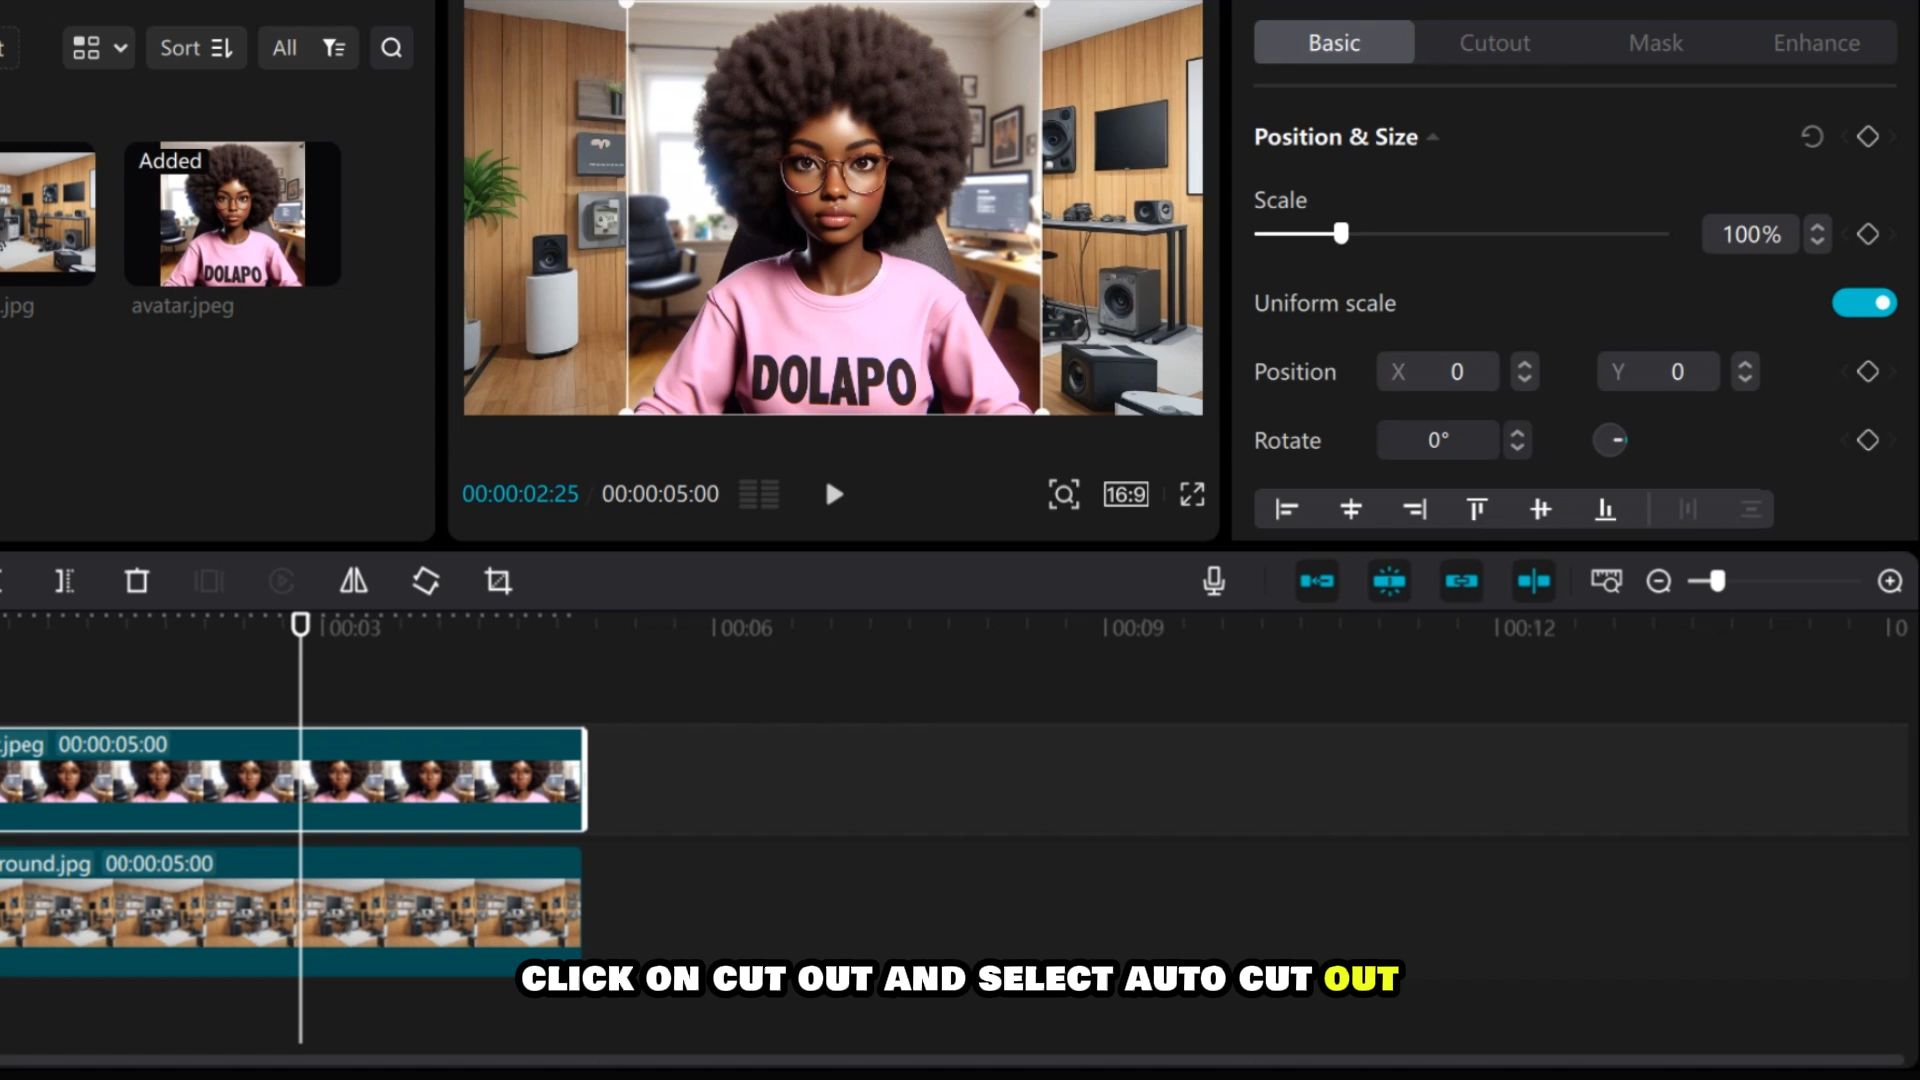 Sort
All
Added
DOLAPO
.jpg
avatar.jpeg
DOLAPO
00:00:02:25
00:00:05:00
16:9
Basic
Cutout
Mask
Enhance
Position & Size
Scale
100%
Uniform scale
Position
X 0
Y 0
Rotate
0°
00:03
00:06
00:09
00:12
0
.jpeg 00:00:05:00
round.jpg 00:00:05:00
CLICK ON CUT OUT AND SELECT AUTO CUT OUT